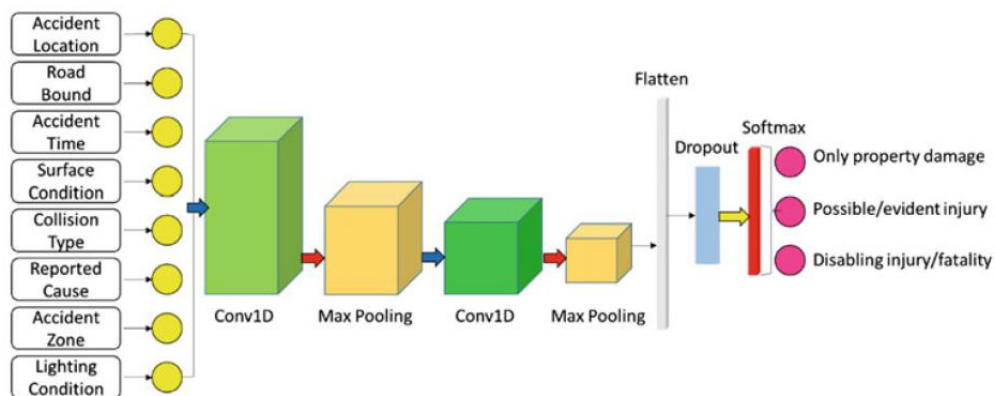 Accident
Location
Road
Bound
Accident
Time
Surface
Condition
Collision
Type
Reported
Cause
Accident
Zone
Lighting
Condition
Conv1D
Max Pooling
Conv1D
Max Pooling
Flatten
Dropout
Softmax
Only property damage
Possible/evident injury
Disabling injury/fatality